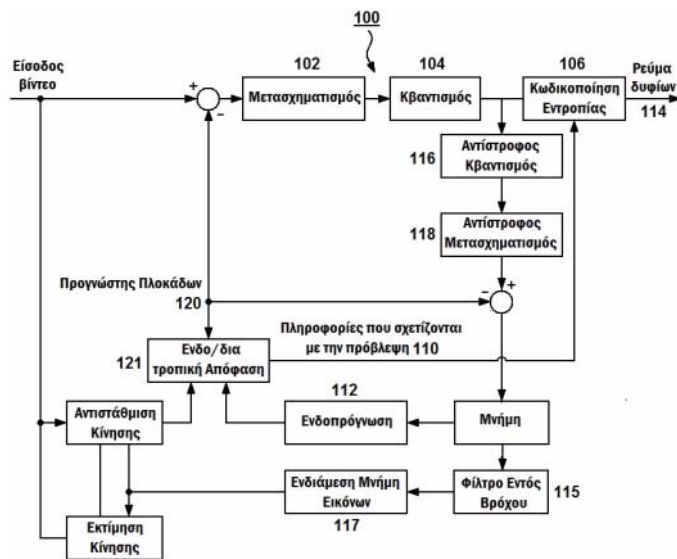 100
Είσοδος
βίντεο
+
−
102
Μετασχηματισμός
104
Κβαντισμός
106
Κωδικοποίηση
Εντροπίας
Ρεύμα
δυφίων
114
116
Αντίστροφος
Κβαντισμός
118
Αντίστροφος
Μετασχηματισμός
−
+
Προγνώστης Πλοκάδων
120
121
Ενδο/δια
τροπική Απόφαση
Πληροφορίες που σχετίζονται
με την πρόβλεψη 110
112
Αντιστάθμιση
Κίνησης
Ενδοπρόγνωση
Μνήμη
Ενδιάμεση Μνήμη
Εικόνων
117
Φίλτρο Εντός
Βρόχου
115
Εκτίμηση
Κίνησης